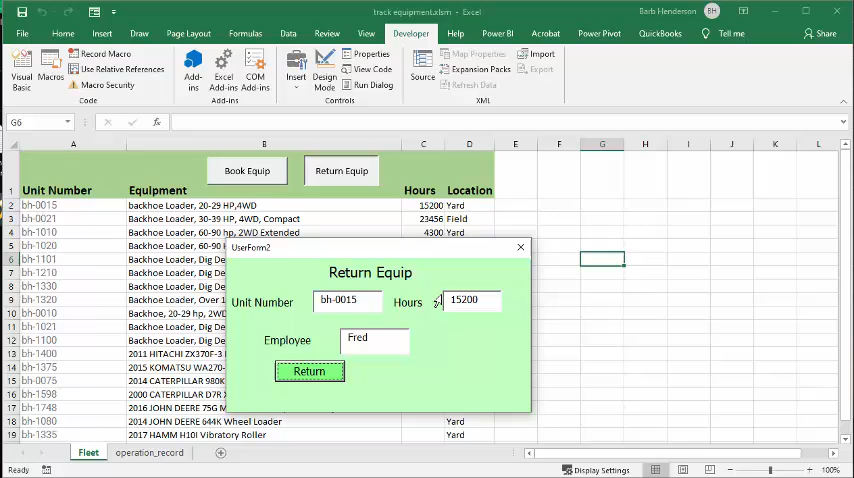 track equipment.xlsm - Excel
Barb Henderson
BH
File Home Insert Draw Page Layout Formulas Data Review View Developer Help Power BI Acrobat Power Pivot QuickBooks Tell me Share
Visual Basic
Macros
Record Macro
Use Relative References
Macro Security
Code
Add-ins
Excel Add-ins
COM Add-ins
Add-ins
Insert
Design Mode
Properties
View Code
Run Dialog
Controls
Source
Map Properties
Expansion Packs
Refresh Data
Import
Export
XML
G6
fx
A B C D E F G H I J K L
Book Equip Return Equip
1 Unit Number Equipment Hours Location
2 bh-0015 backhoe Loader, 20-29 HP,4WD 15200 Yard
3 bh-0021 Backhoe Loader, 30-39 HP, 4WD, Compact 23456 Field
4 bh-1010 Backhoe Loader, 60-90 hp, 2WD Extended 4300 Yard
5 bh-1020 Backhoe Loader, 60-90 H
6 bh-1101 Backhoe Loader, Dig De
7 bh-1210 Backhoe Loader, Dig De
8 bh-1330 Backhoe Loader, Dig De
9 bh-1320 Backhoe Loader, Over 1
10 bh-0010 Backhoe, 20-29 hp, 2W
11 bh-1021 Backhoe Loader, Dig De
12 bh-1100 Backhoe Loader, Dig De
13 bh-1400 2011 HITACHI ZX370F-3
14 bh-1375 2015 KOMATSU WA270-
15 bh-0075 2014 CATERPILLAR 980K
16 bh-1598 2000 CATERPILLAR D7R X
17 bh-1748 2016 JOHN DEERE 75G M
18 bh-1080 2014 JOHN DEERE 644K Wheel Loader Yard
19 bh-1335 2017 HAMM H10I Vibratory Roller Yard
UserForm2
Return Equip
Unit Number bh-0015 Hours 15200
Employee Fred
Return
Fleet operation_record
Ready Display Settings 100%